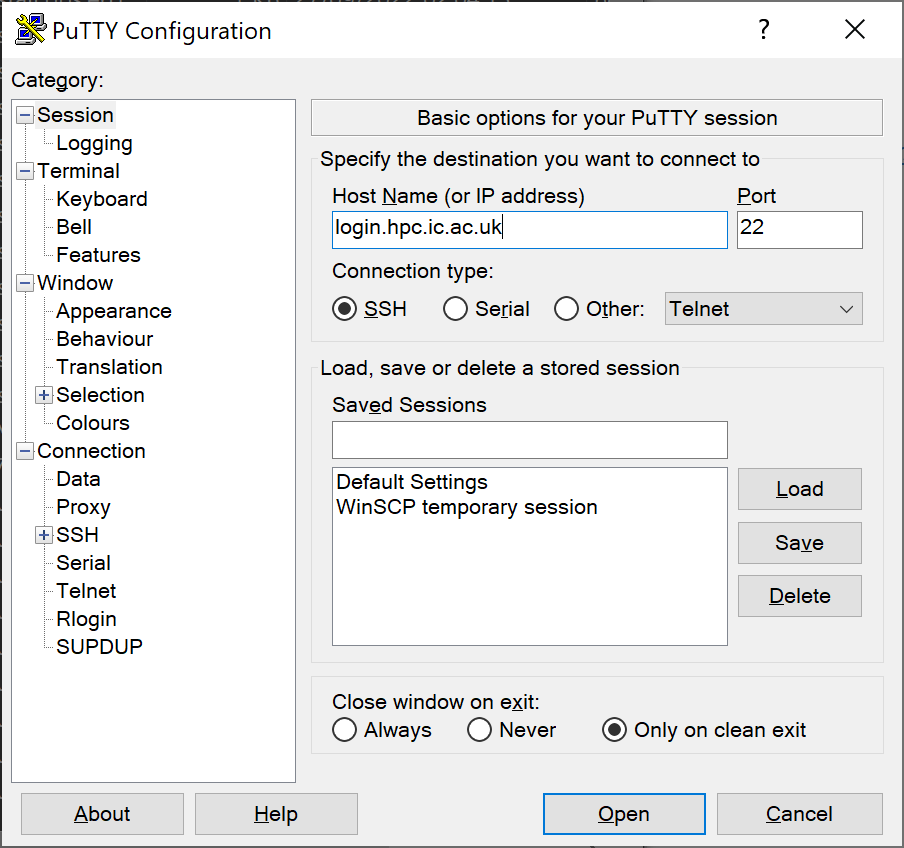 PuTTY Configuration ?
Category:
Session
Logging
Terminal
Keyboard
Bell
Features
Window
Appearance
Behaviour
Translation
Selection
Colours
Connection
Data
Proxy
SSH
Serial
Telnet
Rlogin
SUPDUP
Basic options for your PuTTY session
Specify the destination you want to connect to
Host Name (or IP address) Port
login.hpc.ic.ac.uk 22
Connection type:
SSH Serial Other: Telnet
Load, save or delete a stored session
Saved Sessions
Default Settings
WinSCP temporary session
Load
Save
Delete
Close window on exit:
Always Never Only on clean exit
About Help Open Cancel